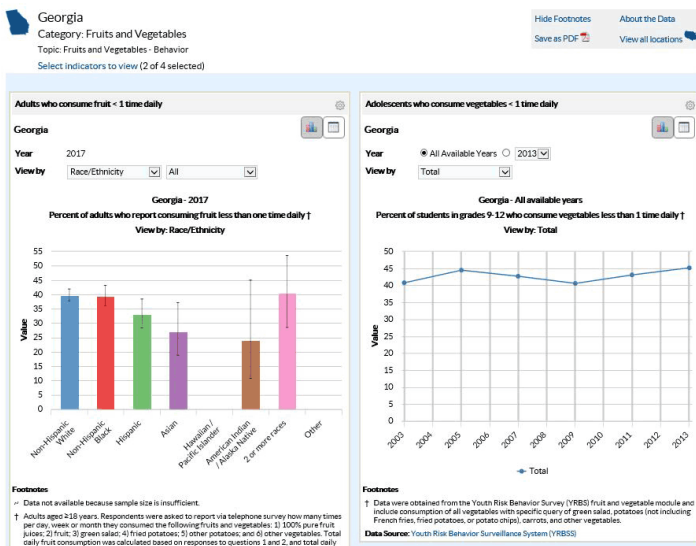 Georgia
Category: Fruits and Vegetables
Topic: Fruits and Vegetables - Behavior
Select indicators to view (2 of 4 selected)
Hide Footnotes
About the Data
Save as PDF
View all locations
Adults who consume fruit < 1 time daily
Georgia
Year 2017
View by Race/Ethnicity All
Georgia - 2017
Percent of adults who report consuming fruit less than one time daily †
View by: Race/Ethnicity
Value
55
50
45
40
35
30
25
20
15
10
5
0
Non-Hispanic
White
Non-Hispanic
Black
Hispanic
Asian
Hawaiian /
Pacific Islander
American Indian
/ Alaska Native
2 or more races
Other
Footnotes
~ Data not available because sample size is insufficient.
† Adults aged ≥18 years. Respondents were asked to report via telephone survey how many times
per day, week or month they consumed the following fruits and vegetables: 1) 100% pure fruit
juices; 2) fruit; 3) green salad; 4) fried potatoes; 5) other potatoes; and 6) other vegetables. Total
daily fruit consumption was calculated based on responses to questions 1 and 2, and total daily
Adolescents who consume vegetables < 1 time daily
Georgia
Year All Available Years 2013
View by Total
Georgia - All available years
Percent of students in grades 9-12 who consume vegetables less than 1 time daily †
View by: Total
Value
50
45
40
35
30
25
20
15
10
5
0
2003
2004
2005
2006
2007
2008
2009
2010
2011
2012
2013
Total
Footnotes
† Data were obtained from the Youth Risk Behavior Survey (YRBS) fruit and vegetable module and
include consumption of all vegetables with specific query of green salad, potatoes (not including
French fries, fried potatoes, or potato chips), carrots, and other vegetables.
Data Source: Youth Risk Behavior Surveillance System (YRBSS)